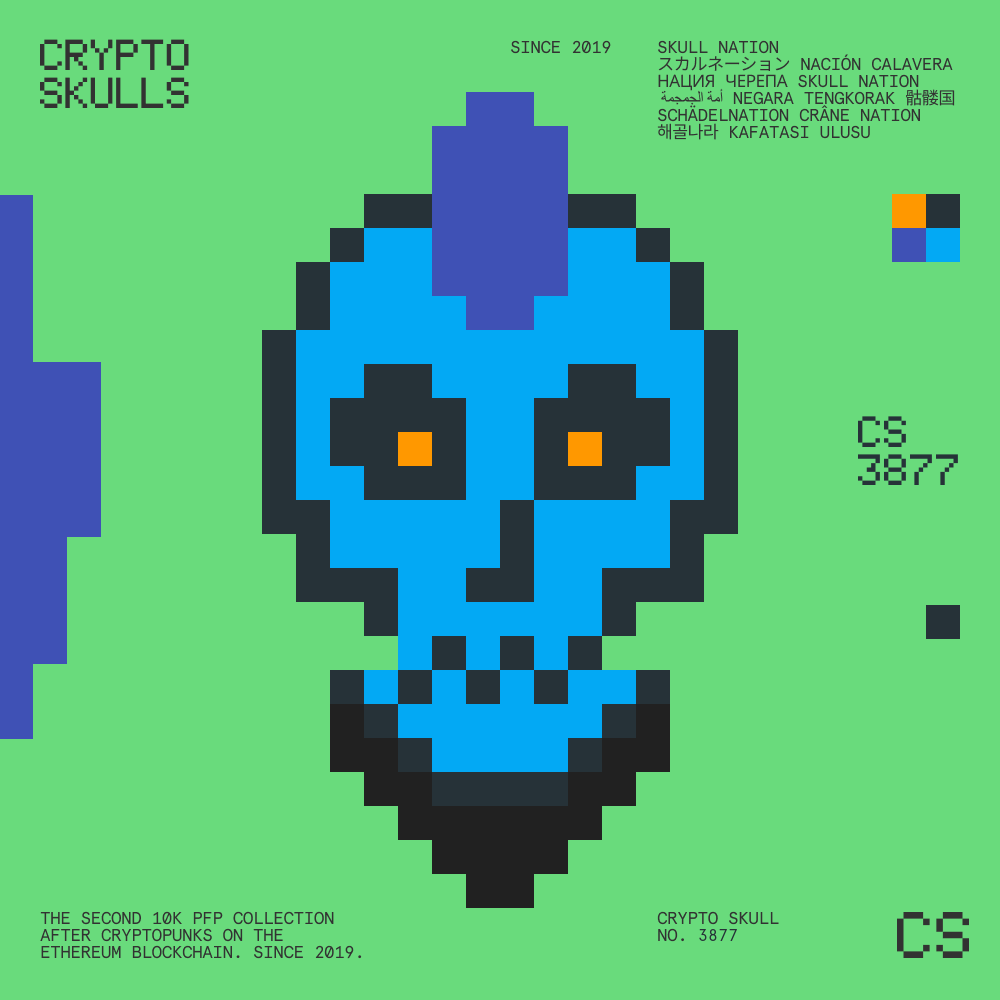 CRYPTO
SKULLS
SINCE 2019
SKULL NATION
スカルネーション NACIÓN CALAVERA
НАЦИЯ ЧЕРЕПА SKULL NATION
أمة الجمجمة NEGARA TENGKORAK 骷髅国
SCHÄDELNATION CRÂNE NATION
해골나라 KAFATASI ULUSU
CS
3877
THE SECOND 10K PFP COLLECTION
AFTER CRYPTOPUNKS ON THE
ETHEREUM BLOCKCHAIN. SINCE 2019.
CRYPTO SKULL
NO. 3877
CS